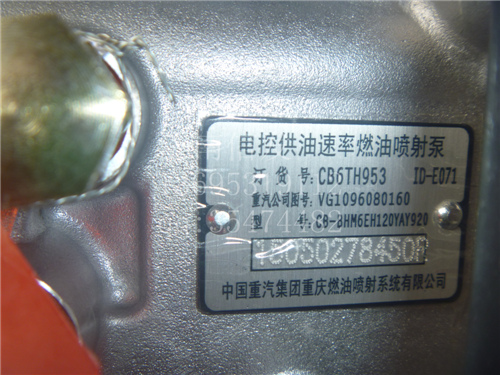 电控供油速率燃油喷射泵
订 货 号: CB6TH953 ID-E071
重汽公司图号: VG1096080160
型 号: CB-BHM6EH120YAY920
中国重汽集团重庆燃油喷射系统有限公司